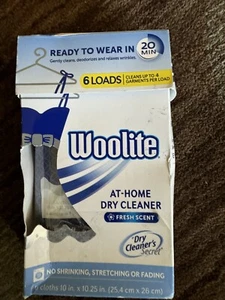 READY TO WEAR IN 20 MIN
Gently cleans, deodorizes and relaxes wrinkles.
6 LOADS CLEANS UP TO 4
GARMENTS PER LOAD
Woolite
AT-HOME
DRY CLEANER
FRESH SCENT
Dry
Cleaner's
Secret
NO SHRINKING, STRETCHING OR FADING
6 cloths 10 in. x 10.25 in. (25.4 cm x 26 cm)